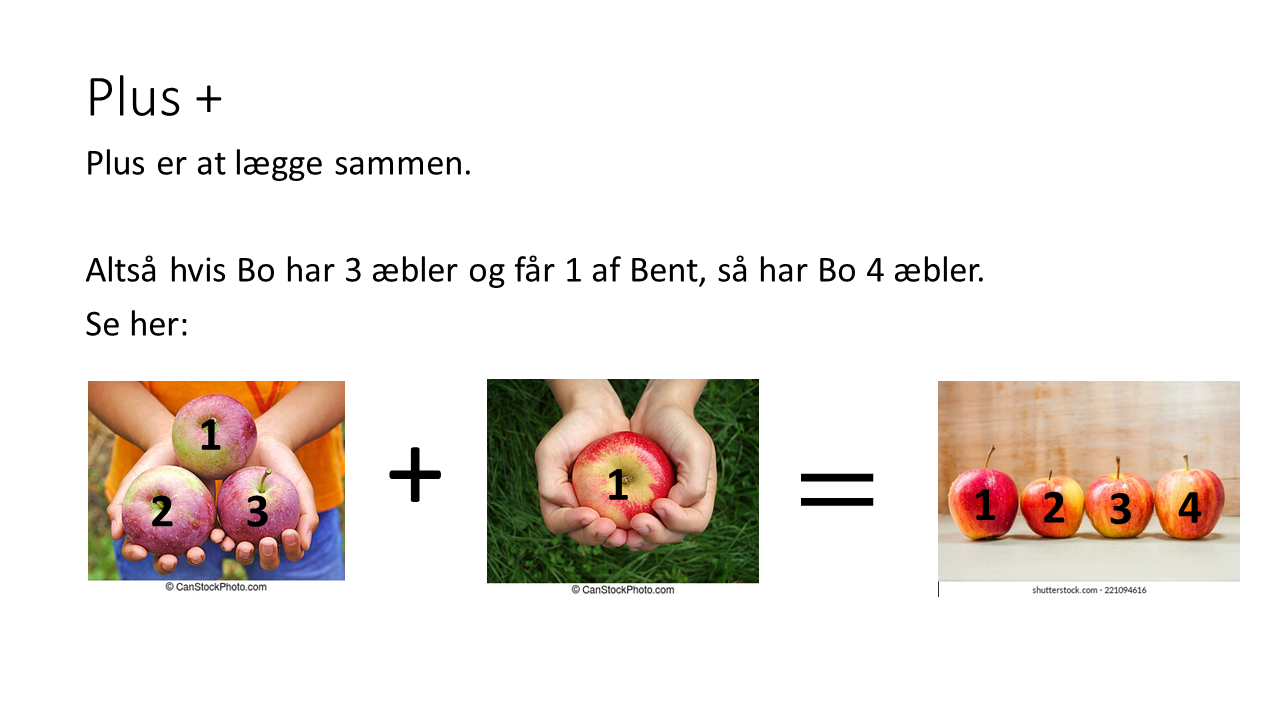 Plus +
Plus er at lægge sammen.
Altså hvis Bo har 3 æbler og får 1 af Bent, så har Bo 4 æbler.
Se her:
1
2 3
+
1
=
1 2 3 4
© CanStockPhoto.com
© CanStockPhoto.com
shutterstock.com · 221094616